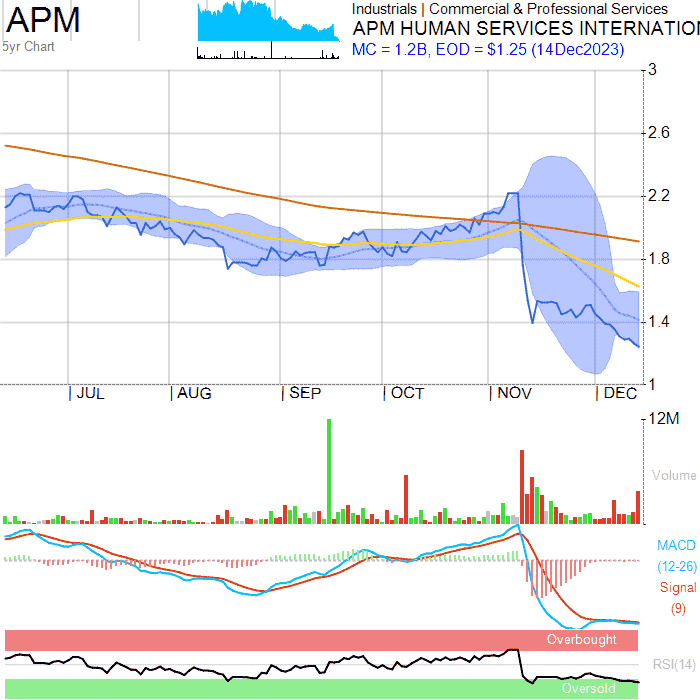 APM
5yr Chart
Industrials | Commercial & Professional Services
APM HUMAN SERVICES INTERNATIO
MC = 1.2B, EOD = $1.25 (14Dec2023)
3
2.6
2.2
1.8
1.4
1
JUL AUG SEP OCT NOV DEC
12M
Volume
MACD
(12-26)
Signal
(9)
Overbought
RSI(14)
Oversold